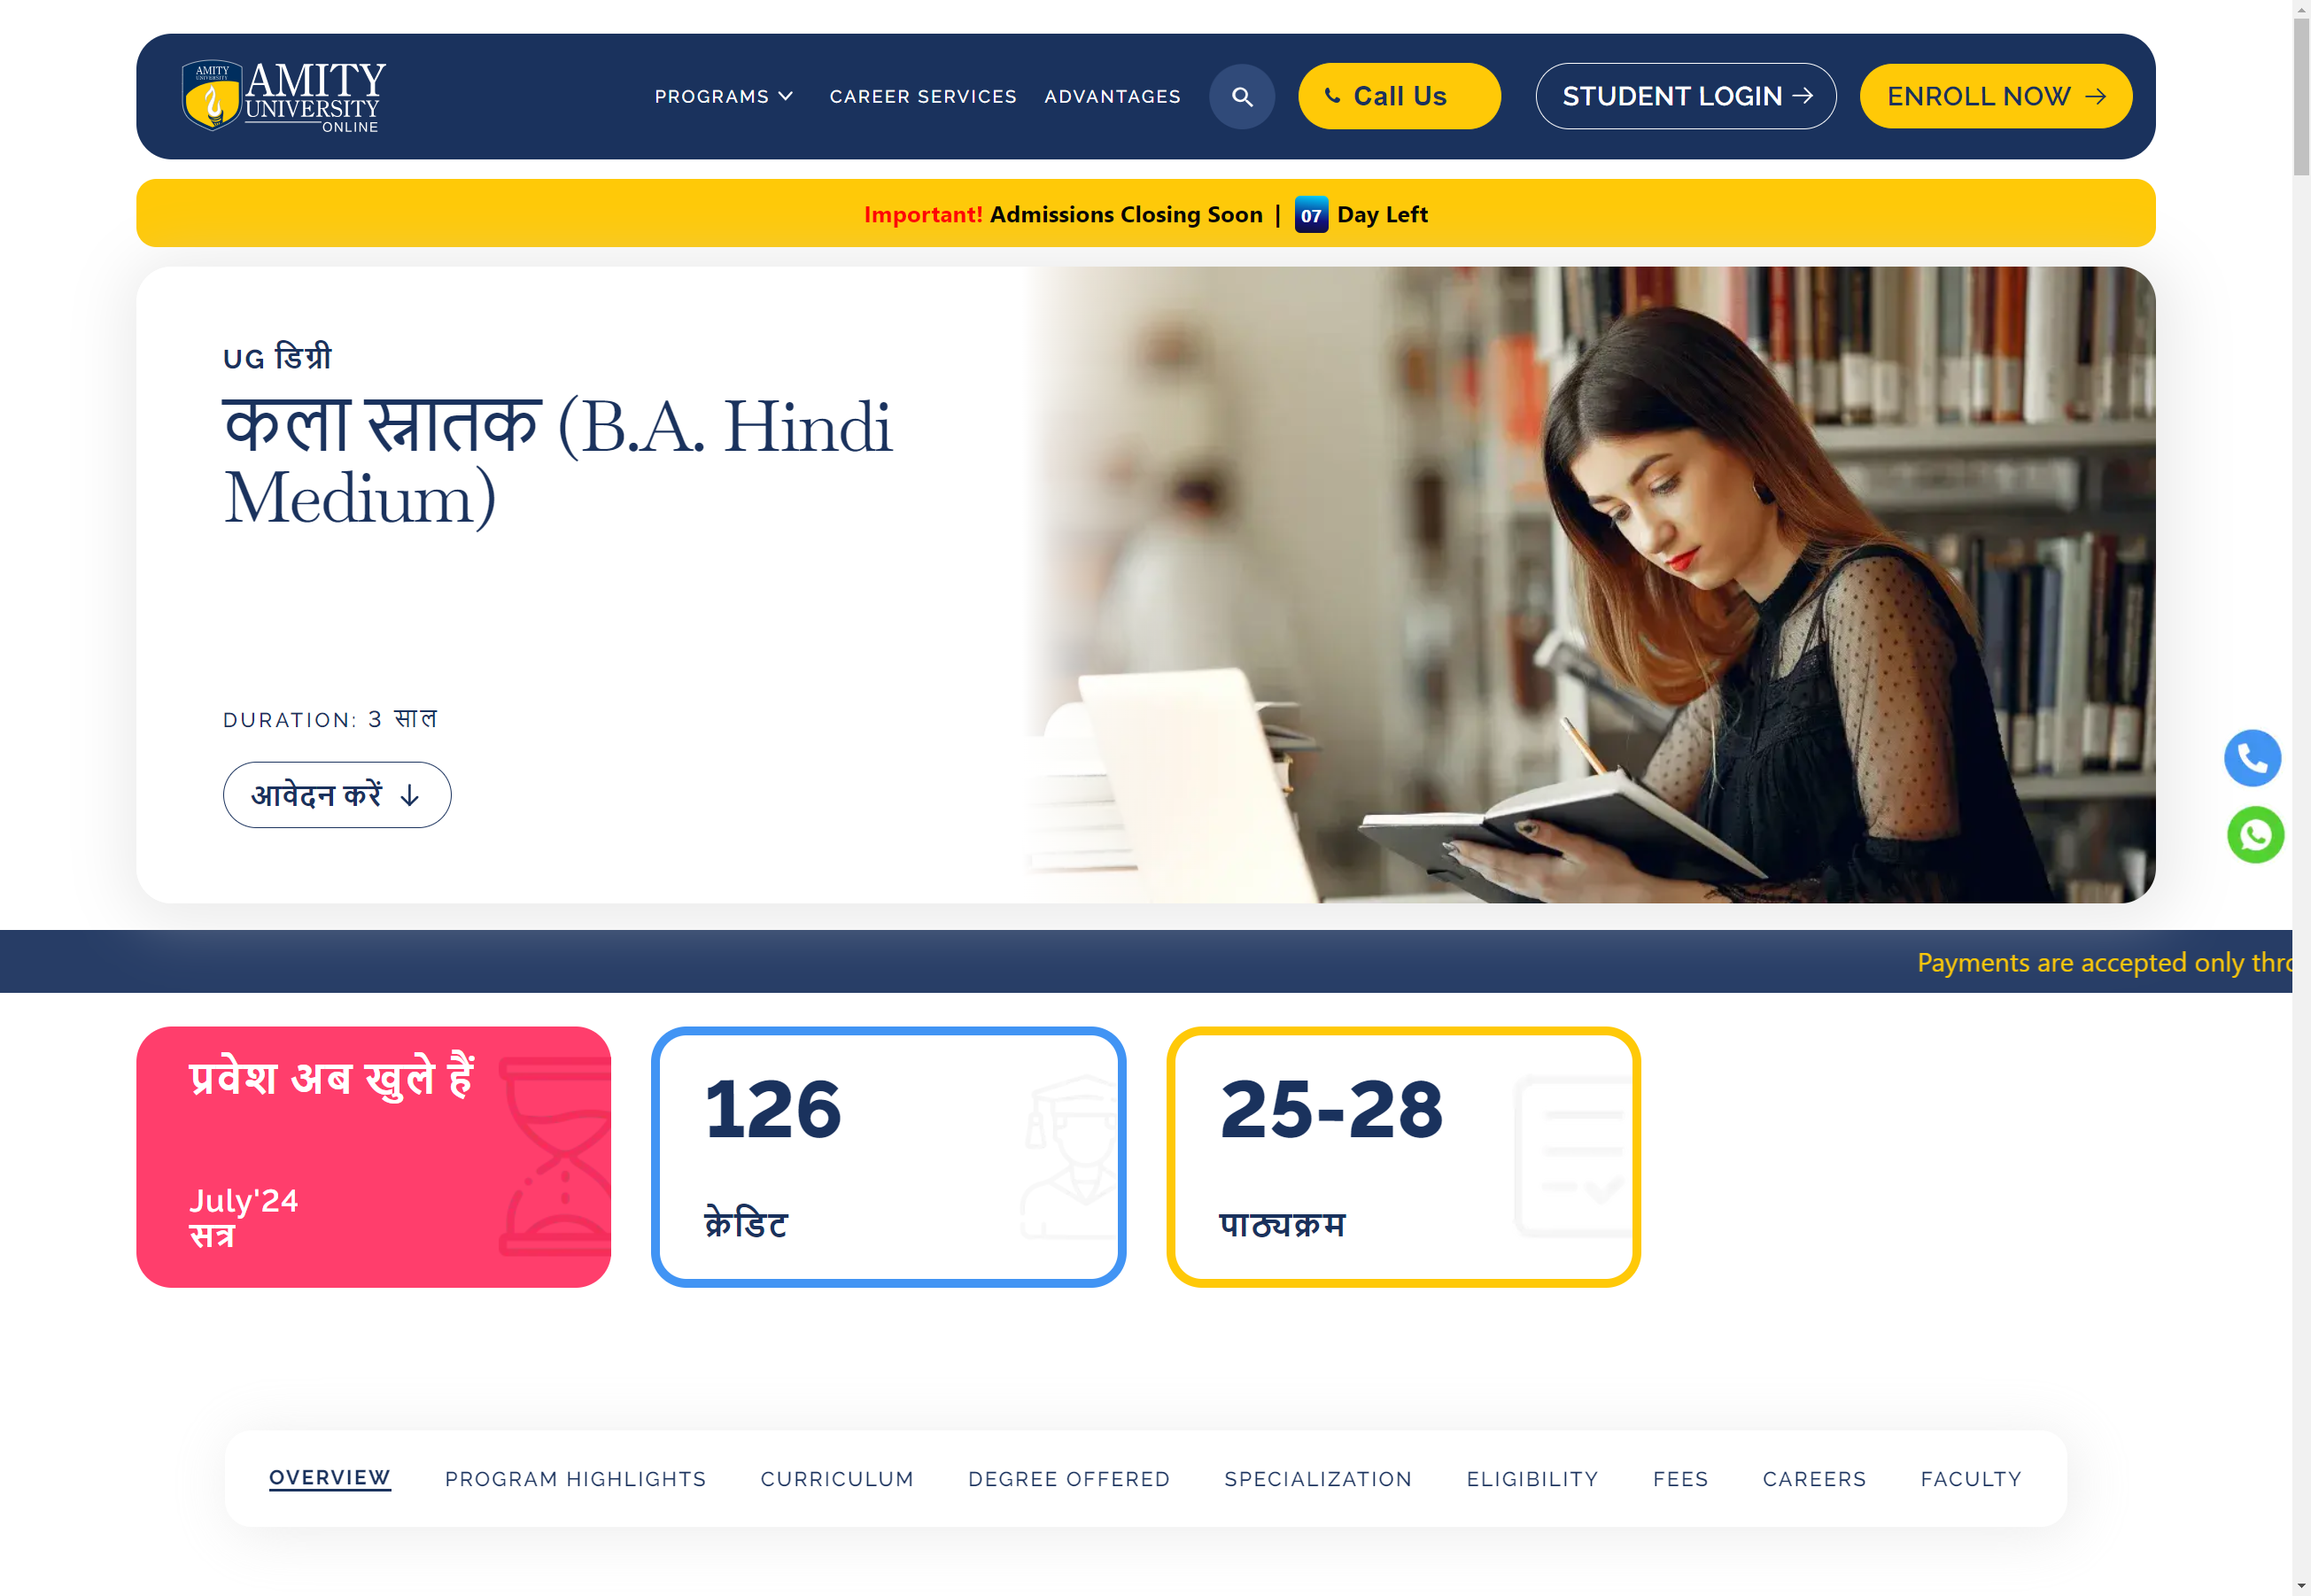 AMITY
UNIVERSITY
AMITY
UNIVERSITY
ONLINE
PROGRAMS
CAREER SERVICES
ADVANTAGES
Call Us
STUDENT LOGIN
ENROLL NOW
Important! Admissions Closing Soon | 07 Day Left
UG डिग्री
कला स्नातक (B.A. Hindi
Medium)
DURATION: 3 साल
आवेदन करें
Payments are accepted only thro
प्रवेश अब खुले हैं
July'24
सत्र
126
क्रेडिट
25-28
पाठ्यक्रम
OVERVIEW
PROGRAM HIGHLIGHTS
CURRICULUM
DEGREE OFFERED
SPECIALIZATION
ELIGIBILITY
FEES
CAREERS
FACULTY